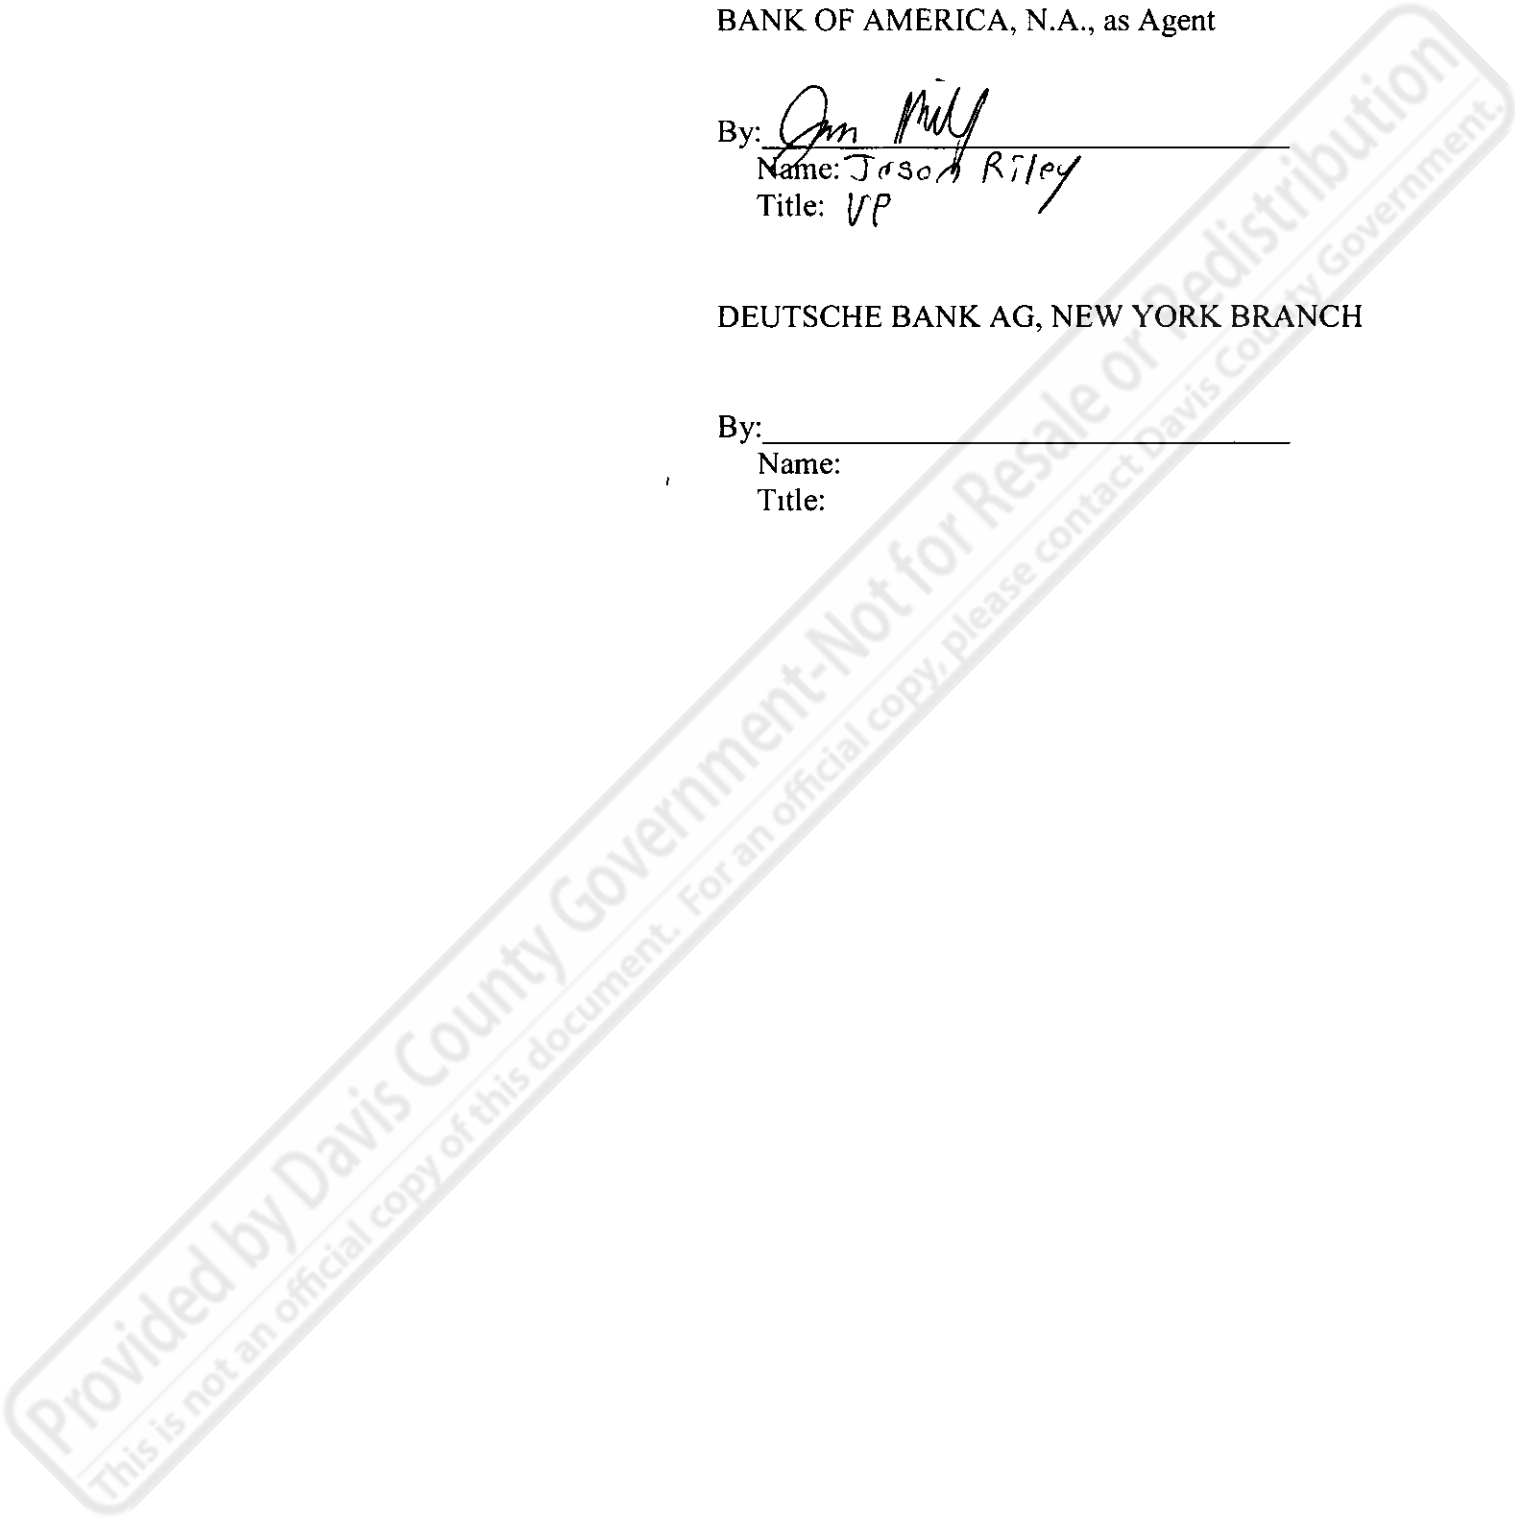 BANK OF AMERICA, N.A., as Agent
By:
Name: Jason Riley
Title: VP
DEUTSCHE BANK AG, NEW YORK BRANCH
By:
Name:
Title:
Provided by Davis County Government-Not for Resale or Redistribution
This is not an official copy of this document. For an official copy, please contact Davis County Government.